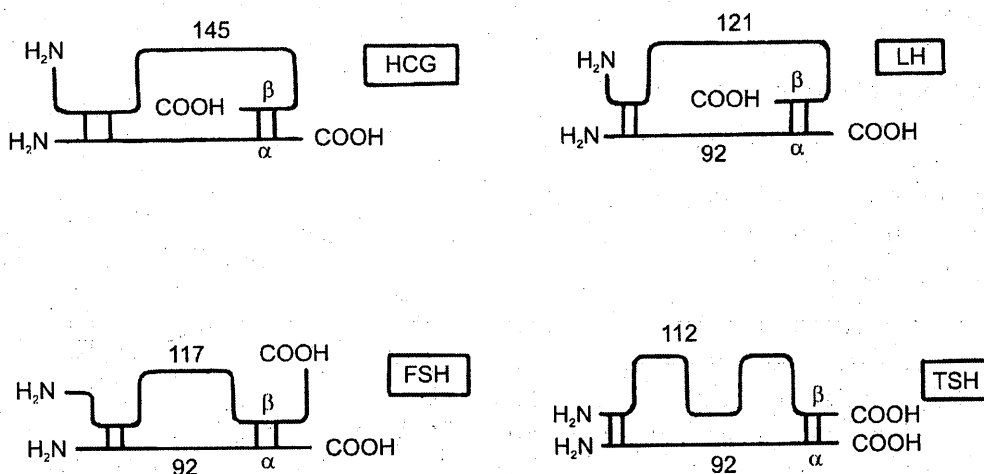 145
H₂N
HCG
β
COOH
H₂N
COOH
α
121
H₂N
LH
β
COOH
H₂N
COOH
92
α
117
COOH
H₂N
FSH
β
H₂N
COOH
92
α
112
TSH
β
H₂N
COOH
H₂N
COOH
92
α